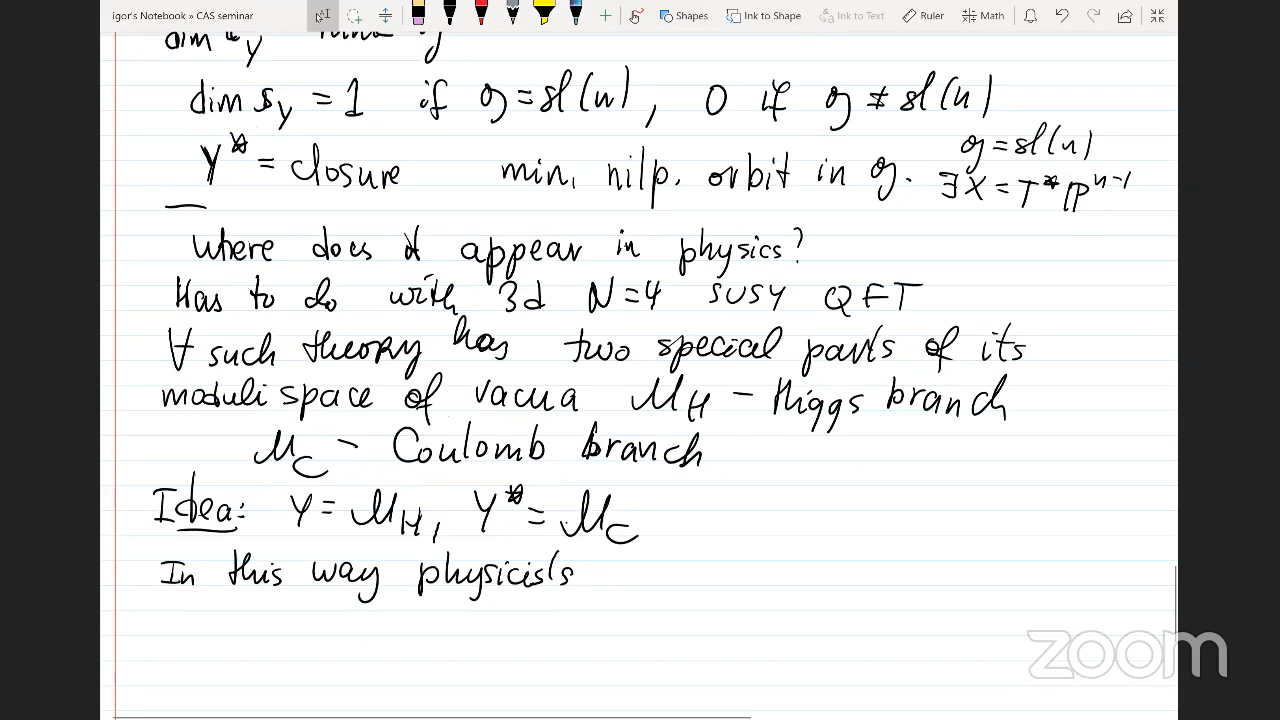 igor's Notebook » CAS seminar
Shapes Ink to Shape Ink to Text Ruler Math
dim
dim s_y = 1 if g = sl(n), 0 if g ≠ sl(n)
g = sl(n)
Y* = closure min. nilp. orbit in g. ∃ X = T* P^{n-1}
Where does it appear in physics?
Has to do with 3d N=4 SUSY QFT
∀ such theory has two special parts of its
moduli space of vacua M_H – Higgs branch
M_C – Coulomb branch
Idea: Y = M_H, Y* = M_C
In this way physicists
zoom